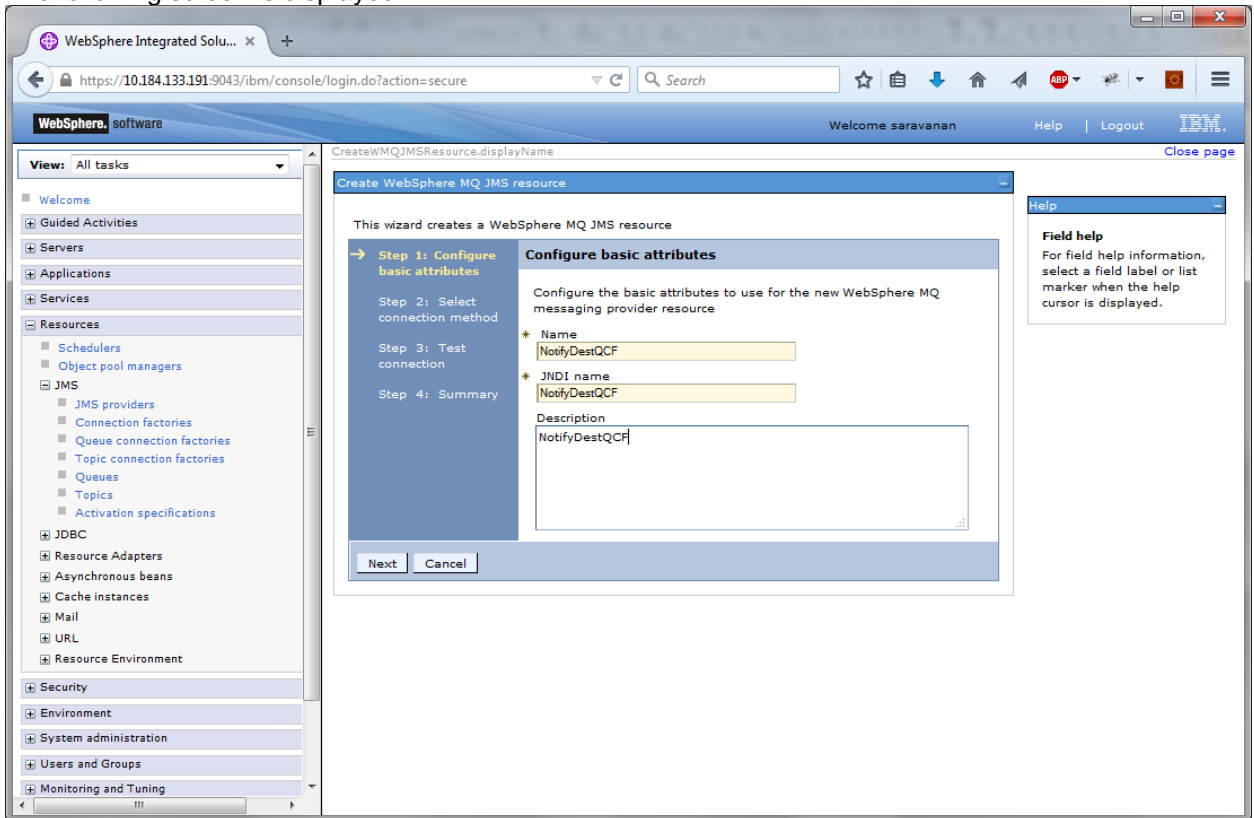 WebSphere Integrated Solu...
https://10.184.133.191:9043/ibm/console/login.do?action=secure
Search
ABP
WebSphere. software
Welcome saravanan
Help | Logout
IBM.
View: All tasks
Welcome
Guided Activities
Servers
Applications
Services
Resources
Schedulers
Object pool managers
JMS
JMS providers
Connection factories
Queue connection factories
Topic connection factories
Queues
Topics
Activation specifications
JDBC
Resource Adapters
Asynchronous beans
Cache instances
Mail
URL
Resource Environment
Security
Environment
System administration
Users and Groups
Monitoring and Tuning
CreateWMQJMSResource.displayName
Close page
Create WebSphere MQ JMS resource
This wizard creates a WebSphere MQ JMS resource
Step 1: Configure
basic attributes
Step 2: Select
connection method
Step 3: Test
connection
Step 4: Summary
Configure basic attributes
Configure the basic attributes to use for the new WebSphere MQ
messaging provider resource
* Name
NotifyDestQCF
* JNDI name
NotifyDestQCF
Description
NotifyDestQCF
Next
Cancel
Help
Field help
For field help information,
select a field label or list
marker when the help
cursor is displayed.